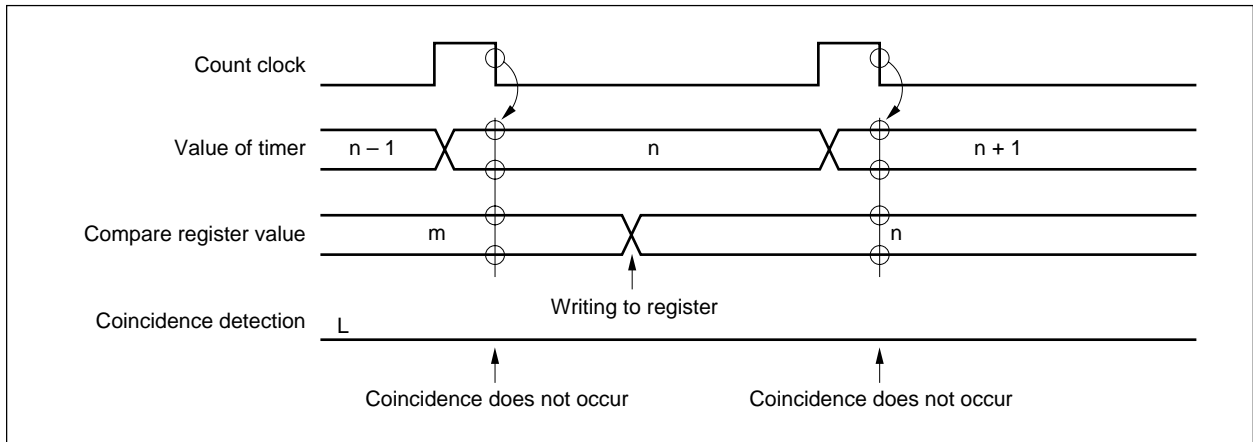 Count clock
Value of timer
n – 1
n
n + 1
Compare register value
m
n
Writing to register
Coincidence detection
L
Coincidence does not occur
Coincidence does not occur